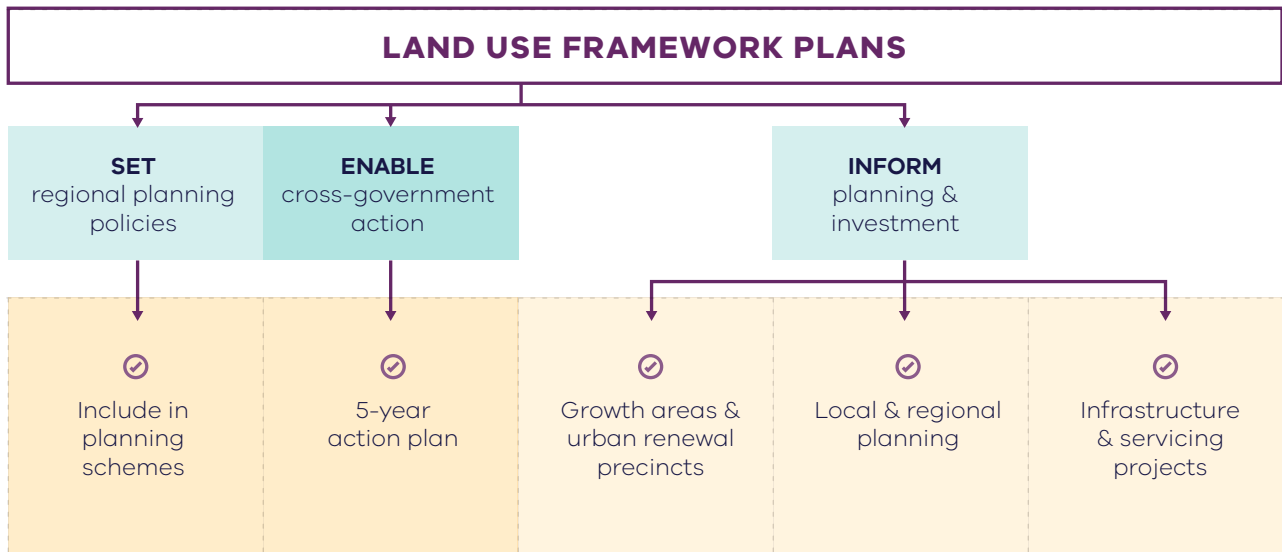 LAND USE FRAMEWORK PLANS
SET
regional planning
policies
ENABLE
cross-government
action
INFORM
planning &
investment
Include in
planning
schemes
5-year
action plan
Growth areas &
urban renewal
precincts
Local & regional
planning
Infrastructure
& servicing
projects